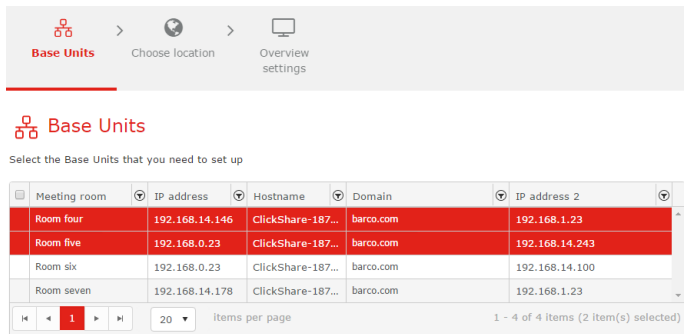 Base Units
Choose location
Overview
settings
Base Units
Select the Base Units that you need to set up
Meeting room IP address Hostname Domain IP address 2
Room four 192.168.14.146 ClickShare-187... barco.com 192.168.1.23
Room five 192.168.0.23 ClickShare-187... barco.com 192.168.14.243
Room six 192.168.0.23 ClickShare-187... barco.com 192.168.14.100
Room seven 192.168.14.178 ClickShare-187... barco.com 192.168.1.23
1 20 items per page 1 - 4 of 4 items (2 item(s) selected)